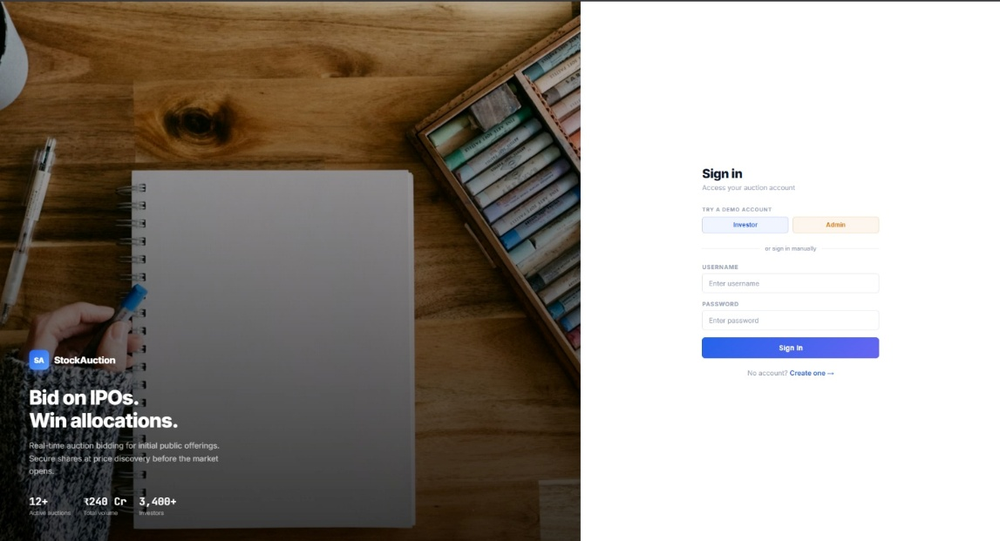 SA StockAuction
Bid on IPOs.
Win allocations.
Real-time auction bidding for initial public offerings.
Secure shares at price discovery before the market
opens.
12+ ₹240 Cr 3,400+
Active auctions Total volume Investors
Sign in
Access your auction account
TRY A DEMO ACCOUNT
Investor Admin
or sign in manually
USERNAME
Enter username
PASSWORD
Enter password
Sign In
No account? Create one →